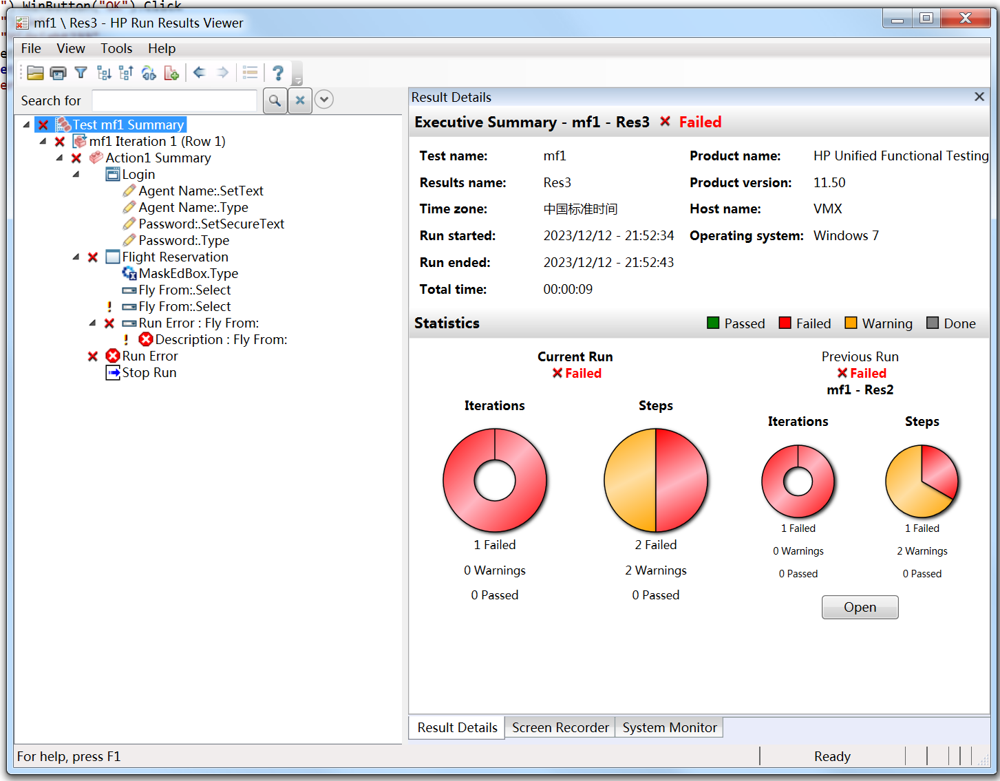 ").WinButton("OK").Click
mf1 \ Res3 - HP Run Results Viewer
File View Tools Help
Search for
Test mf1 Summary
mf1 Iteration 1 (Row 1)
Action1 Summary
Login
Agent Name:.SetText
Agent Name:.Type
Password:.SetSecureText
Password:.Type
Flight Reservation
MaskEdBox.Type
Fly From:.Select
Fly From:.Select
Run Error : Fly From:
Description : Fly From:
Run Error
Stop Run
Result Details
Executive Summary - mf1 - Res3 Failed
Test name: mf1 Product name: HP Unified Functional Testing
Results name: Res3 Product version: 11.50
Time zone: 中国标准时间 Host name: VMX
Run started: 2023/12/12 - 21:52:34 Operating system: Windows 7
Run ended: 2023/12/12 - 21:52:43
Total time: 00:00:09
Statistics Passed Failed Warning Done
Current Run
Failed
Iterations Steps
1 Failed 2 Failed
0 Warnings 2 Warnings
0 Passed 0 Passed
Previous Run
Failed
mf1 - Res2
Iterations Steps
1 Failed 1 Failed
0 Warnings 2 Warnings
0 Passed 0 Passed
Open
Result Details Screen Recorder System Monitor
For help, press F1 Ready